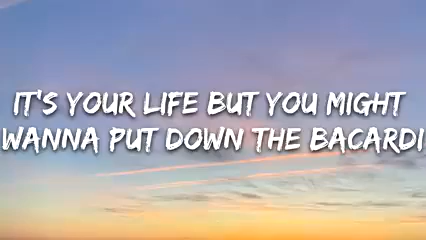 IT'S YOUR LIFE BUT YOU MIGHT
WANNA PUT DOWN THE BACARDI